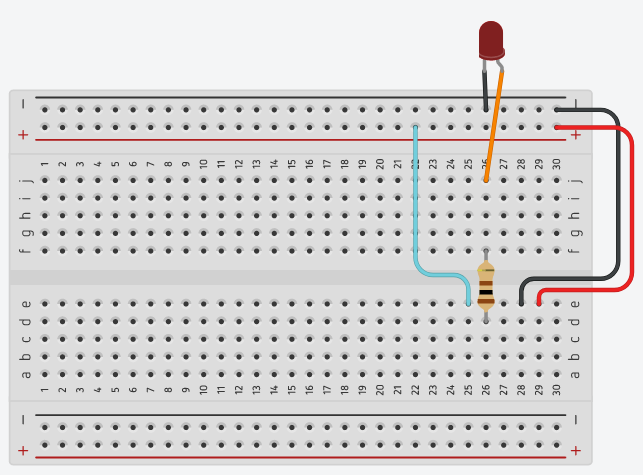 − −
+ +
1 2 3 4 5 6 7 8 9 10 11 12 13 14 15 16 17 18 19 20 21 22 23 24 25 26 27 28 29 30
j j
i i
h h
g g
f f
e e
d d
c c
b b
a a
1 2 3 4 5 6 7 8 9 10 11 12 13 14 15 16 17 18 19 20 21 22 23 24 25 26 27 28 29 30
− −
+ +